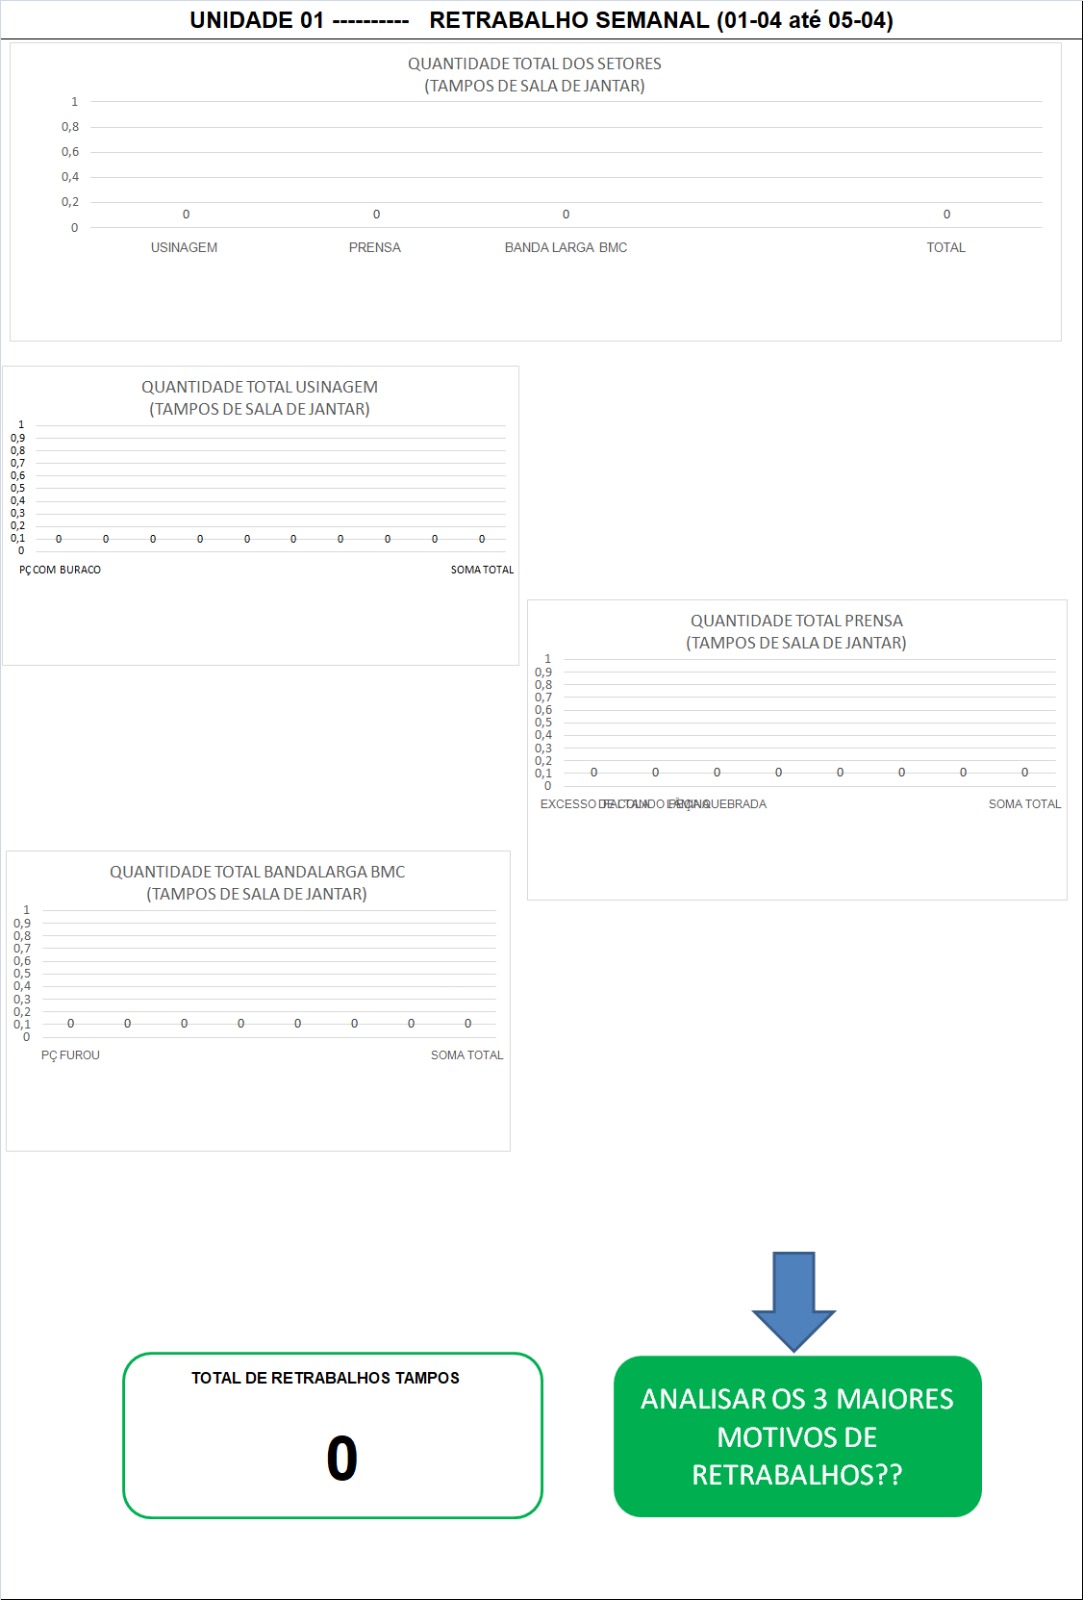 UNIDADE 01 ---------- RETRABALHO SEMANAL (01-04 até 05-04)
QUANTIDADE TOTAL DOS SETORES
(TAMPOS DE SALA DE JANTAR)
1
0,8
0,6
0,4
0,2
0
0 0 0 0
USINAGEM PRENSA BANDA LARGA BMC TOTAL
QUANTIDADE TOTAL USINAGEM
(TAMPOS DE SALA DE JANTAR)
1
0,9
0,8
0,7
0,6
0,5
0,4
0,3
0,2
0,1
0
0 0 0 0 0 0 0 0 0 0
PÇ COM BURACO SOMA TOTAL
QUANTIDADE TOTAL PRENSA
(TAMPOS DE SALA DE JANTAR)
1
0,9
0,8
0,7
0,6
0,5
0,4
0,3
0,2
0,1
0
0 0 0 0 0 0 0 0
EXCESSO DE COLA FALTANDO LÂMINA PEÇA QUEBRADA SOMA TOTAL
QUANTIDADE TOTAL BANDALARGA BMC
(TAMPOS DE SALA DE JANTAR)
1
0,9
0,8
0,7
0,6
0,5
0,4
0,3
0,2
0,1
0
0 0 0 0 0 0 0 0
PÇ FUROU SOMA TOTAL
TOTAL DE RETRABALHOS TAMPOS
0
ANALISAR OS 3 MAIORES
MOTIVOS DE
RETRABALHOS??